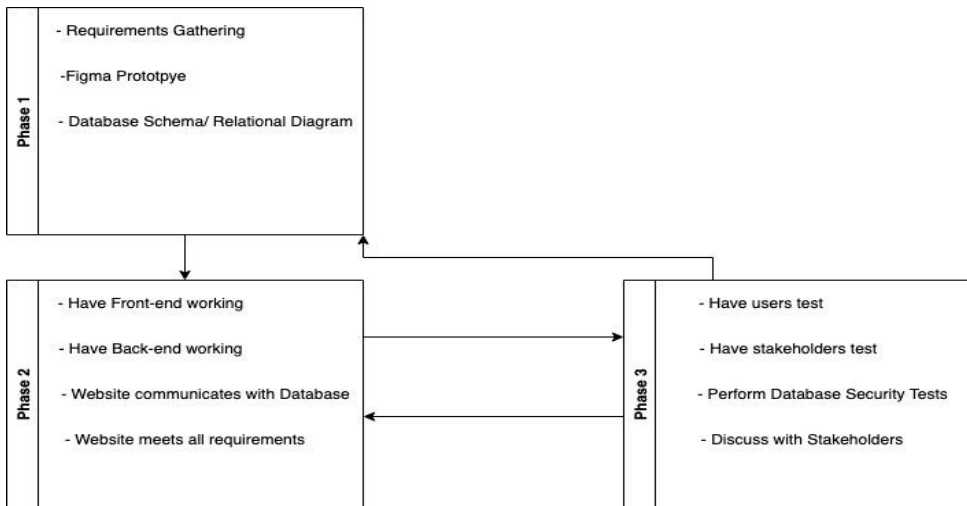 Phase 1
- Requirements Gathering
-Figma Prototpye
- Database Schema/ Relational Diagram
Phase 2
- Have Front-end working
- Have Back-end working
- Website communicates with Database
- Website meets all requirements
Phase 3
- Have users test
- Have stakeholders test
- Perform Database Security Tests
- Discuss with Stakeholders